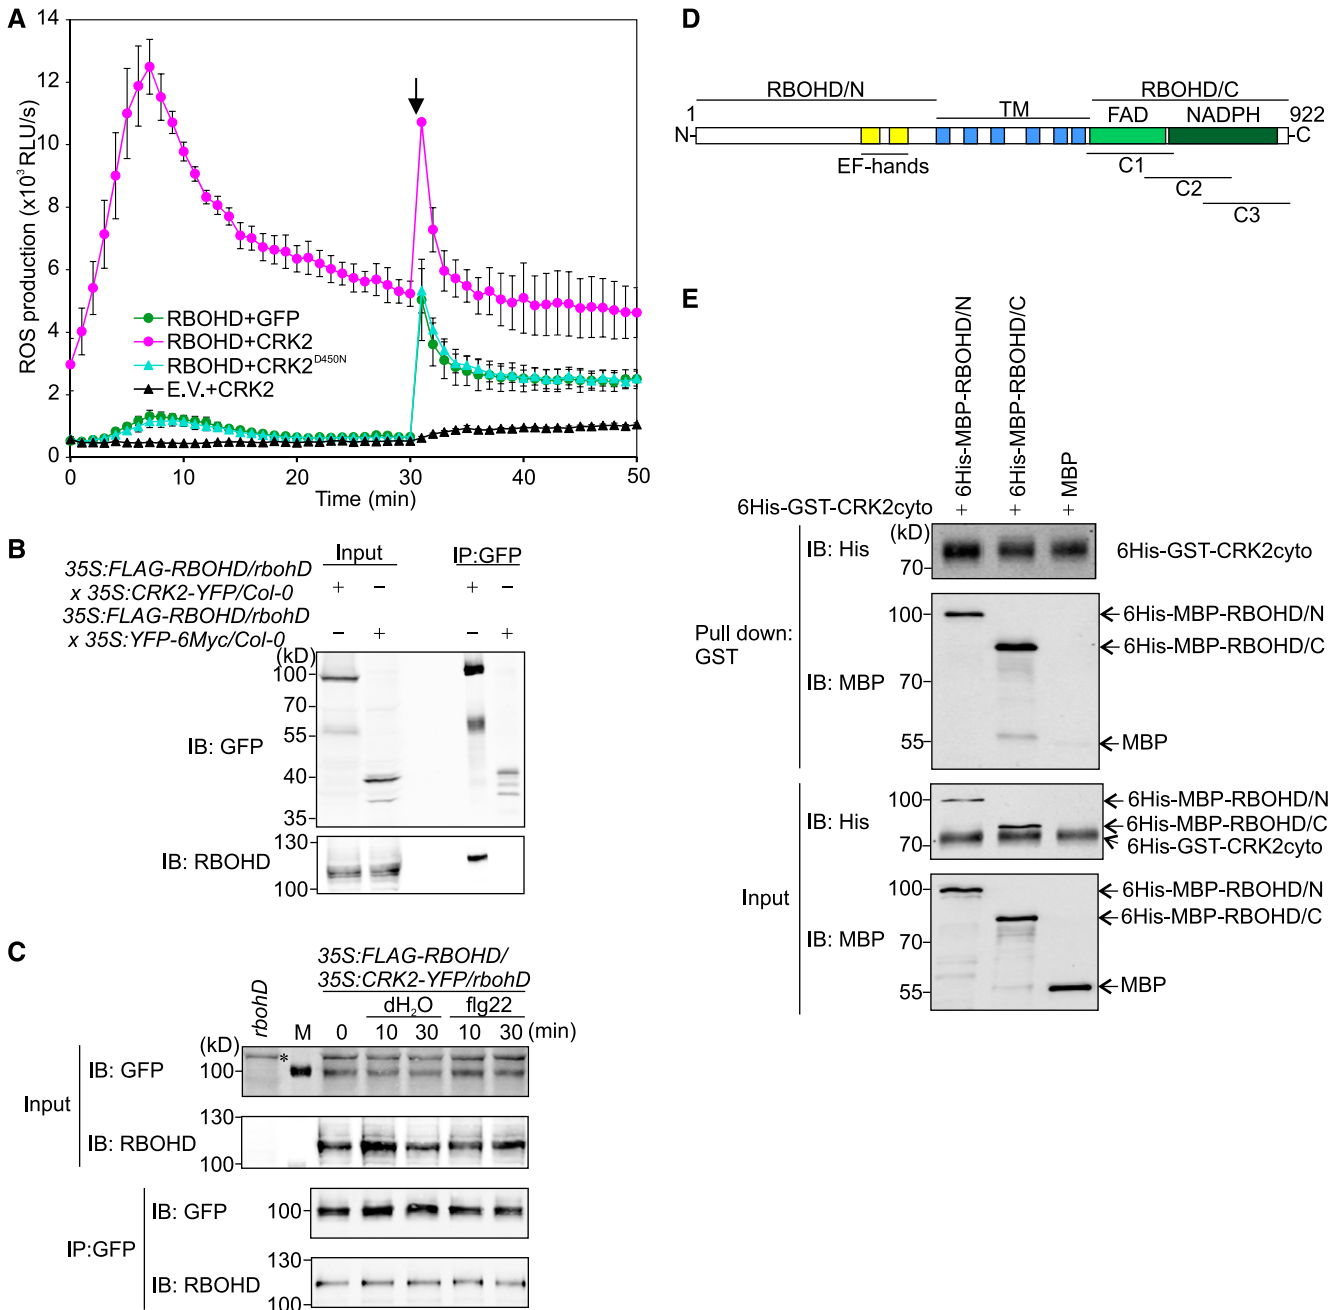 A
14
12
10
8
6
4
2
0
ROS production (x10³ RLU/s)
RBOHD+GFP
RBOHD+CRK2
RBOHD+CRK2D450N
E.V.+CRK2
0 10 20 30 40 50
Time (min)
B
Input IP:GFP
35S:FLAG-RBOHD/rbohD
x 35S:CRK2-YFP/Col-0 + – + –
35S:FLAG-RBOHD/rbohD
x 35S:YFP-6Myc/Col-0 – + – +
(kD)
100
70
55
40
35
IB: GFP
130
IB: RBOHD
100
C
35S:FLAG-RBOHD/
35S:CRK2-YFP/rbohD
rbohD
dH₂O flg22
M 0 10 30 10 30 (min)
(kD)
*
Input
IB: GFP 100
130
IB: RBOHD
100
IP:GFP
IB: GFP 100
130
IB: RBOHD
100
D
RBOHD/N RBOHD/C
1 TM FAD NADPH 922
N C
EF-hands C1
C2
C3
E
6His-MBP-RBOHD/N
6His-MBP-RBOHD/C
MBP
6His-GST-CRK2cyto + + +
(kD)
Pull down:
GST
IB: His 6His-GST-CRK2cyto
70
100 6His-MBP-RBOHD/N
6His-MBP-RBOHD/C
IB: MBP 70
55 MBP
Input
100 6His-MBP-RBOHD/N
IB: His 6His-MBP-RBOHD/C
70 6His-GST-CRK2cyto
100 6His-MBP-RBOHD/N
6His-MBP-RBOHD/C
IB: MBP 70
55 MBP